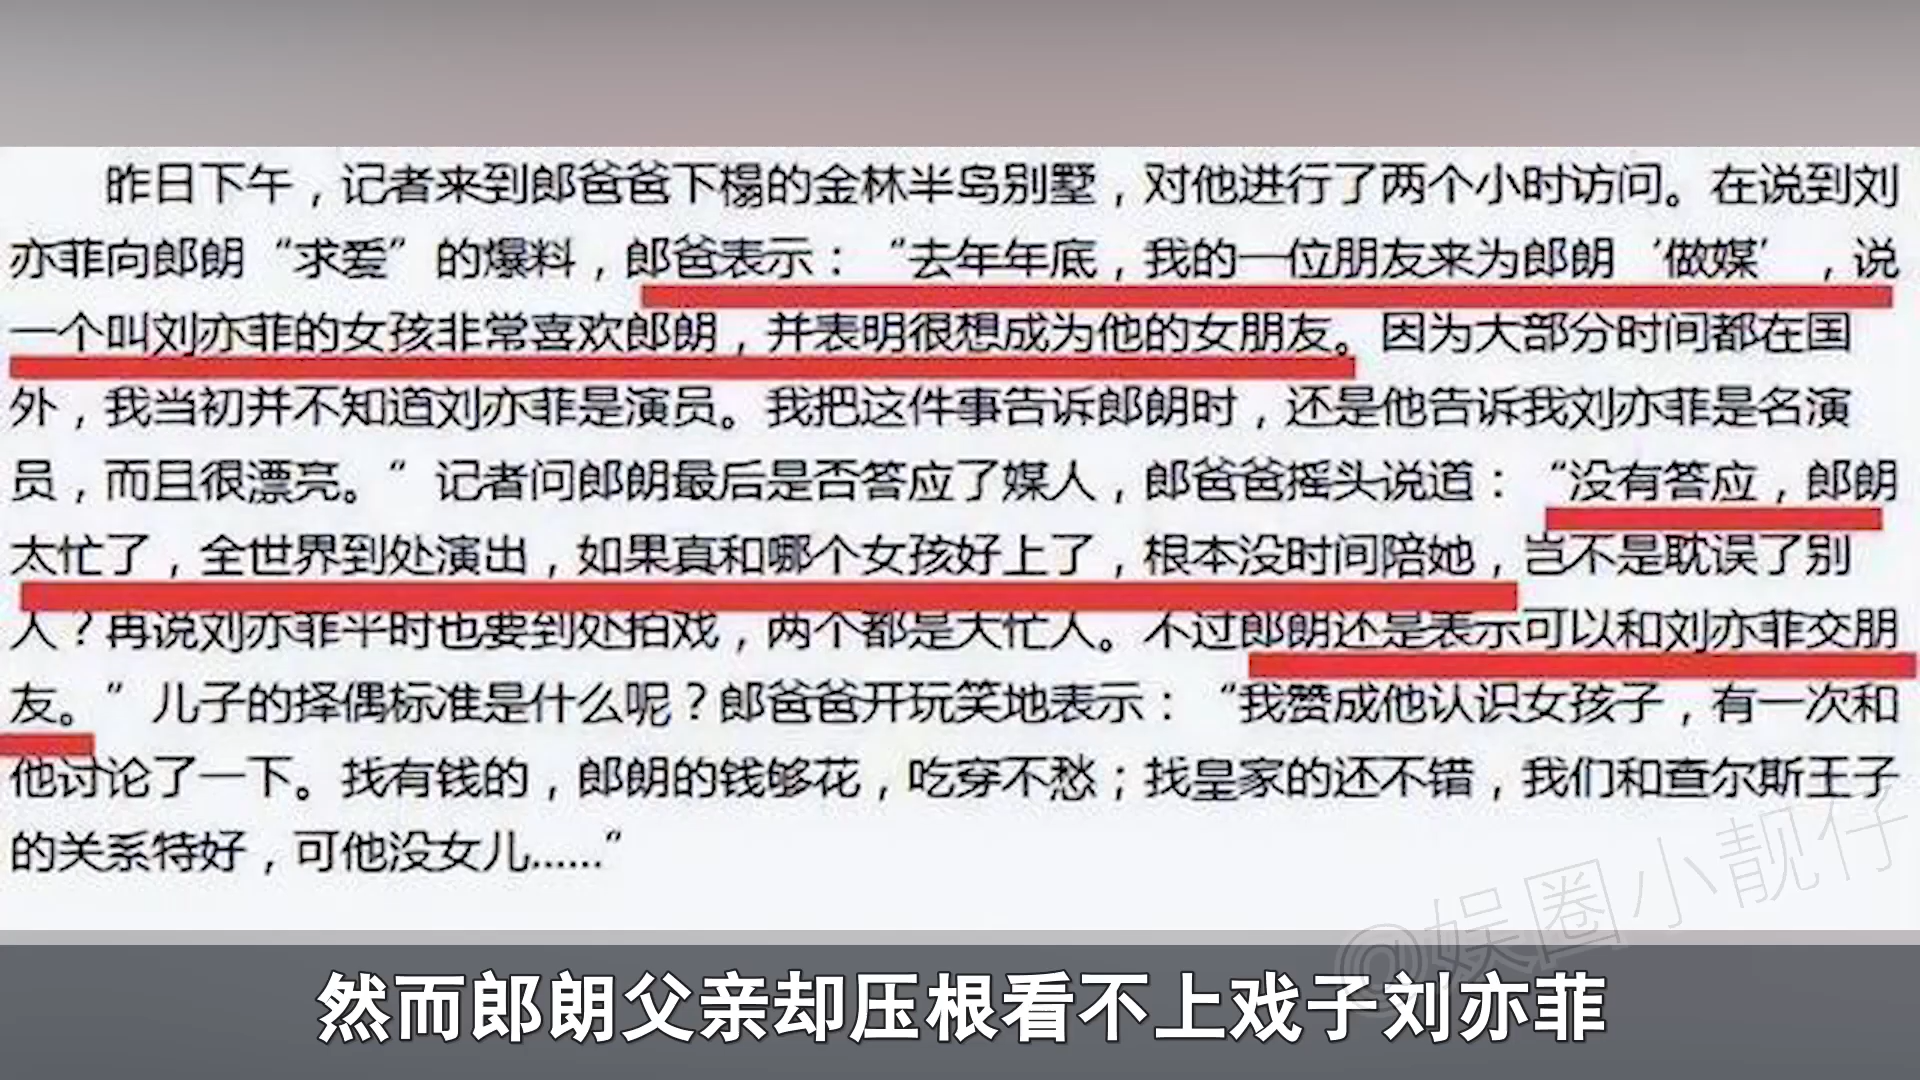 昨日下午，记者来到郎爸爸下榻的金林半岛别墅，对他进行了两个小时访问。在说到刘
亦菲向郎朗“求爱”的爆料，郎爸表示：“去年年底，我的一位朋友来为郎朗‘做媒’，说
一个叫刘亦菲的女孩非常喜欢郎朗，并表明很想成为他的女朋友。因为大部分时间都在国
外，我当初并不知道刘亦菲是演员。我把这件事告诉郎朗时，还是他告诉我刘亦菲是名演
员，而且很漂亮。”记者问郎朗最后是否答应了媒人，郎爸爸摇头说道：“没有答应，郎朗
太忙了，全世界到处演出，如果真和哪个女孩好上了，根本没时间陪她，岂不是耽误了别
人？再说刘亦菲平时也要到处拍戏，两个都是大忙人。不过郎朗还是表示可以和刘亦菲交朋
友。”儿子的择偶标准是什么呢？郎爸爸开玩笑地表示：“我赞成他认识女孩子，有一次和
他讨论了一下。找有钱的，郎朗的钱够花，吃穿不愁；找皇家的还不错，我们和查尔斯王子
的关系特好，可他没女儿……”
@娱圈小靓仔
然而郎朗父亲却压根看不上戏子刘亦菲